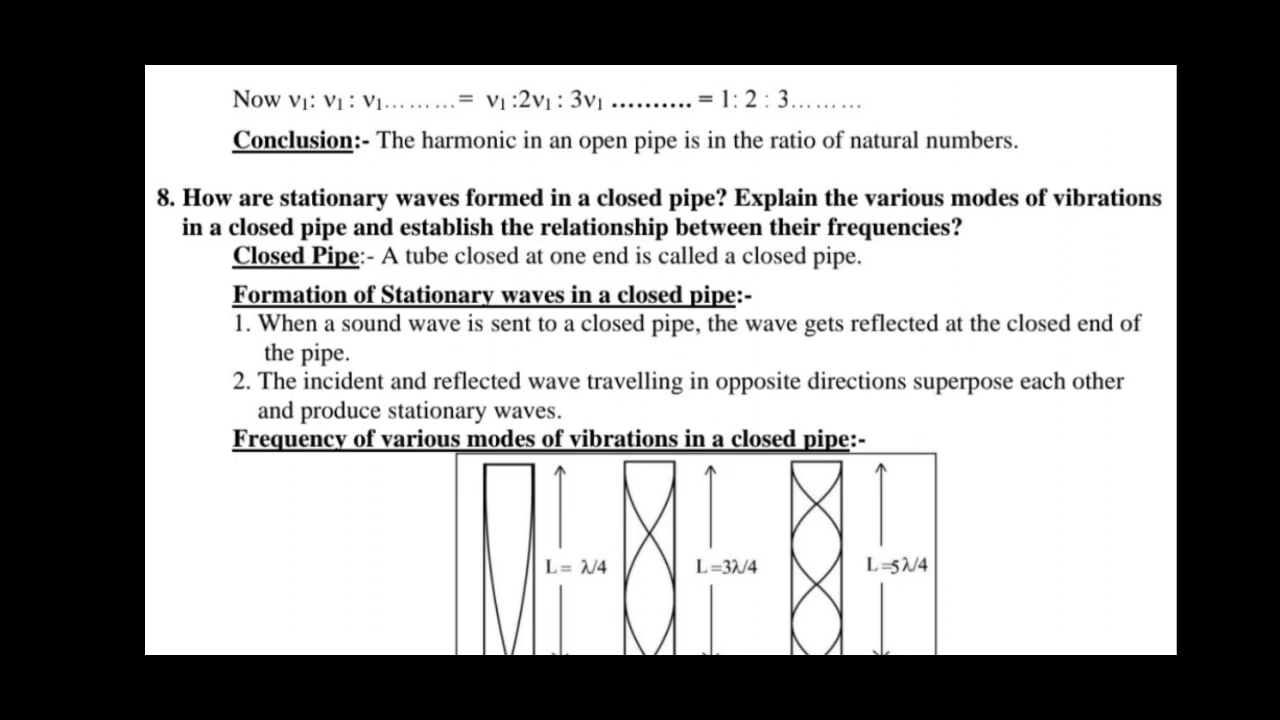 Now ν1: ν1 : ν1……… = ν1 :2ν1 : 3ν1 ………. = 1: 2 : 3………
Conclusion:- The harmonic in an open pipe is in the ratio of natural numbers.
8. How are stationary waves formed in a closed pipe? Explain the various modes of vibrations
in a closed pipe and establish the relationship between their frequencies?
Closed Pipe:- A tube closed at one end is called a closed pipe.
Formation of Stationary waves in a closed pipe:-
1. When a sound wave is sent to a closed pipe, the wave gets reflected at the closed end of
the pipe.
2. The incident and reflected wave travelling in opposite directions superpose each other
and produce stationary waves.
Frequency of various modes of vibrations in a closed pipe:-
L= λ/4 L=3λ/4 L=5λ/4